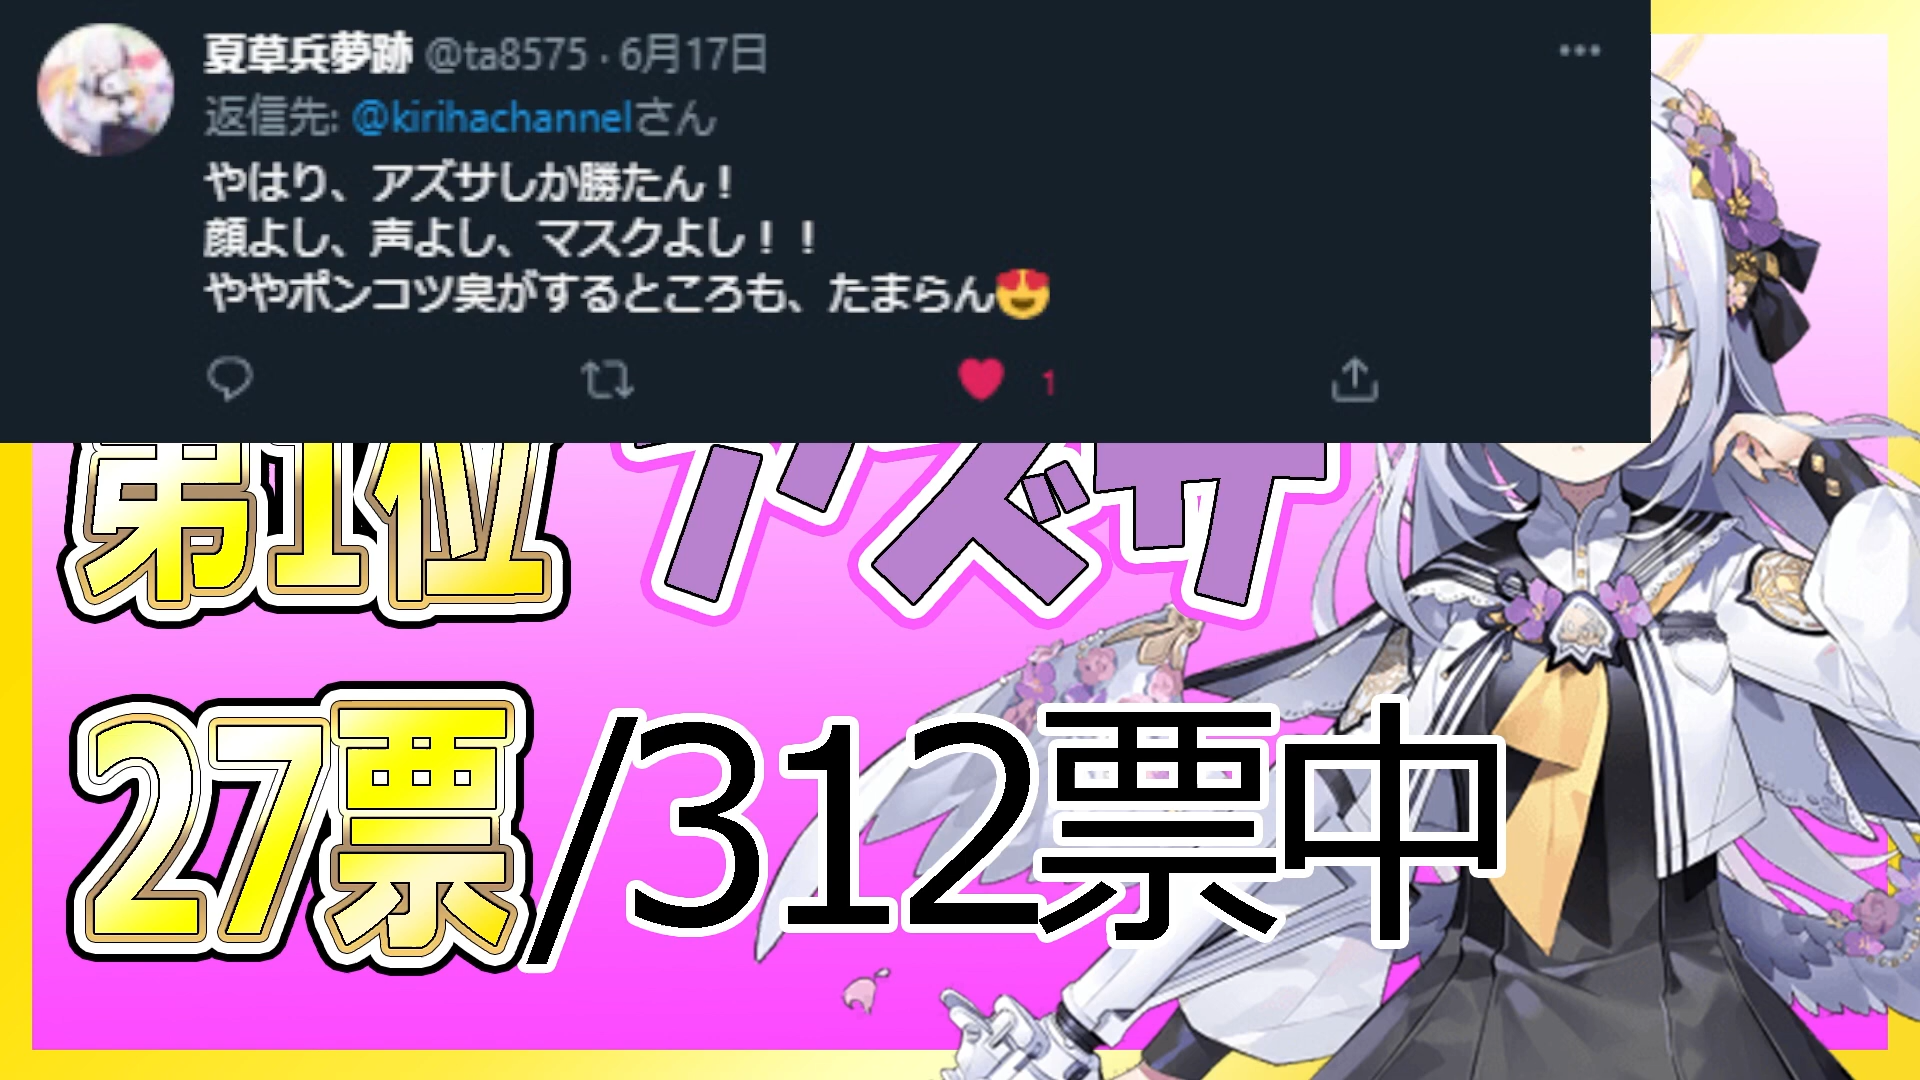 夏草兵夢跡 @ta8575 · 6月17日
返信先: @kirihachannelさん
やはり、アズサしか勝たん！
顔よし、声よし、マスクよし！！
ややポンコツ臭がするところも、たまらん😍
1
第1位 アズサ
27票/312票中